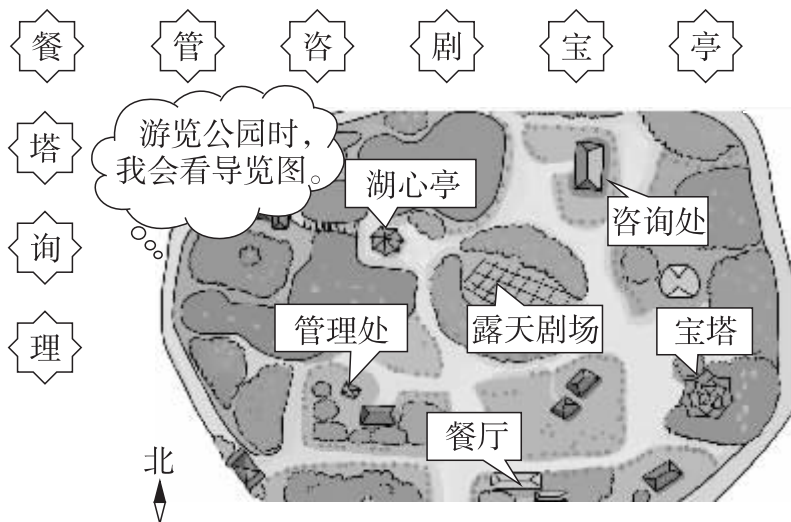 餐 管 咨 剧 宝 亭
塔
询
理
游览公园时，
我会看导览图。
湖心亭
咨询处
管理处
露天剧场
宝塔
餐厅
北